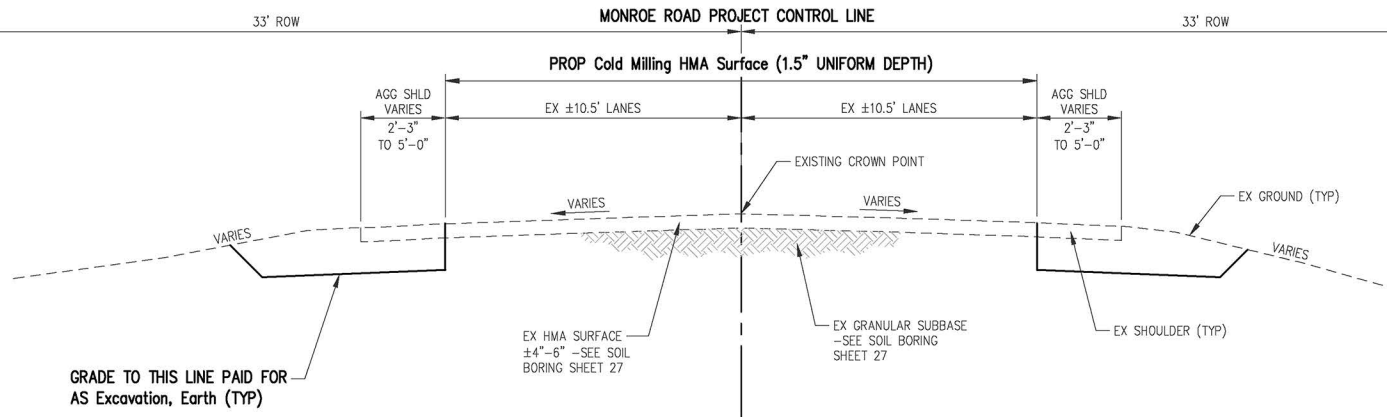 33' ROW
MONROE ROAD PROJECT CONTROL LINE
33' ROW
PROP Cold Milling HMA Surface (1.5" UNIFORM DEPTH)
AGG SHLD
VARIES
2'-3"
TO 5'-0"
EX ±10.5' LANES
EX ±10.5' LANES
AGG SHLD
VARIES
2'-3"
TO 5'-0"
EXISTING CROWN POINT
VARIES
VARIES
EX GROUND (TYP)
VARIES
VARIES
EX HMA SURFACE
±4"-6" -SEE SOIL
BORING SHEET 27
EX GRANULAR SUBBASE
-SEE SOIL BORING
SHEET 27
EX SHOULDER (TYP)
GRADE TO THIS LINE PAID FOR
AS Excavation, Earth (TYP)